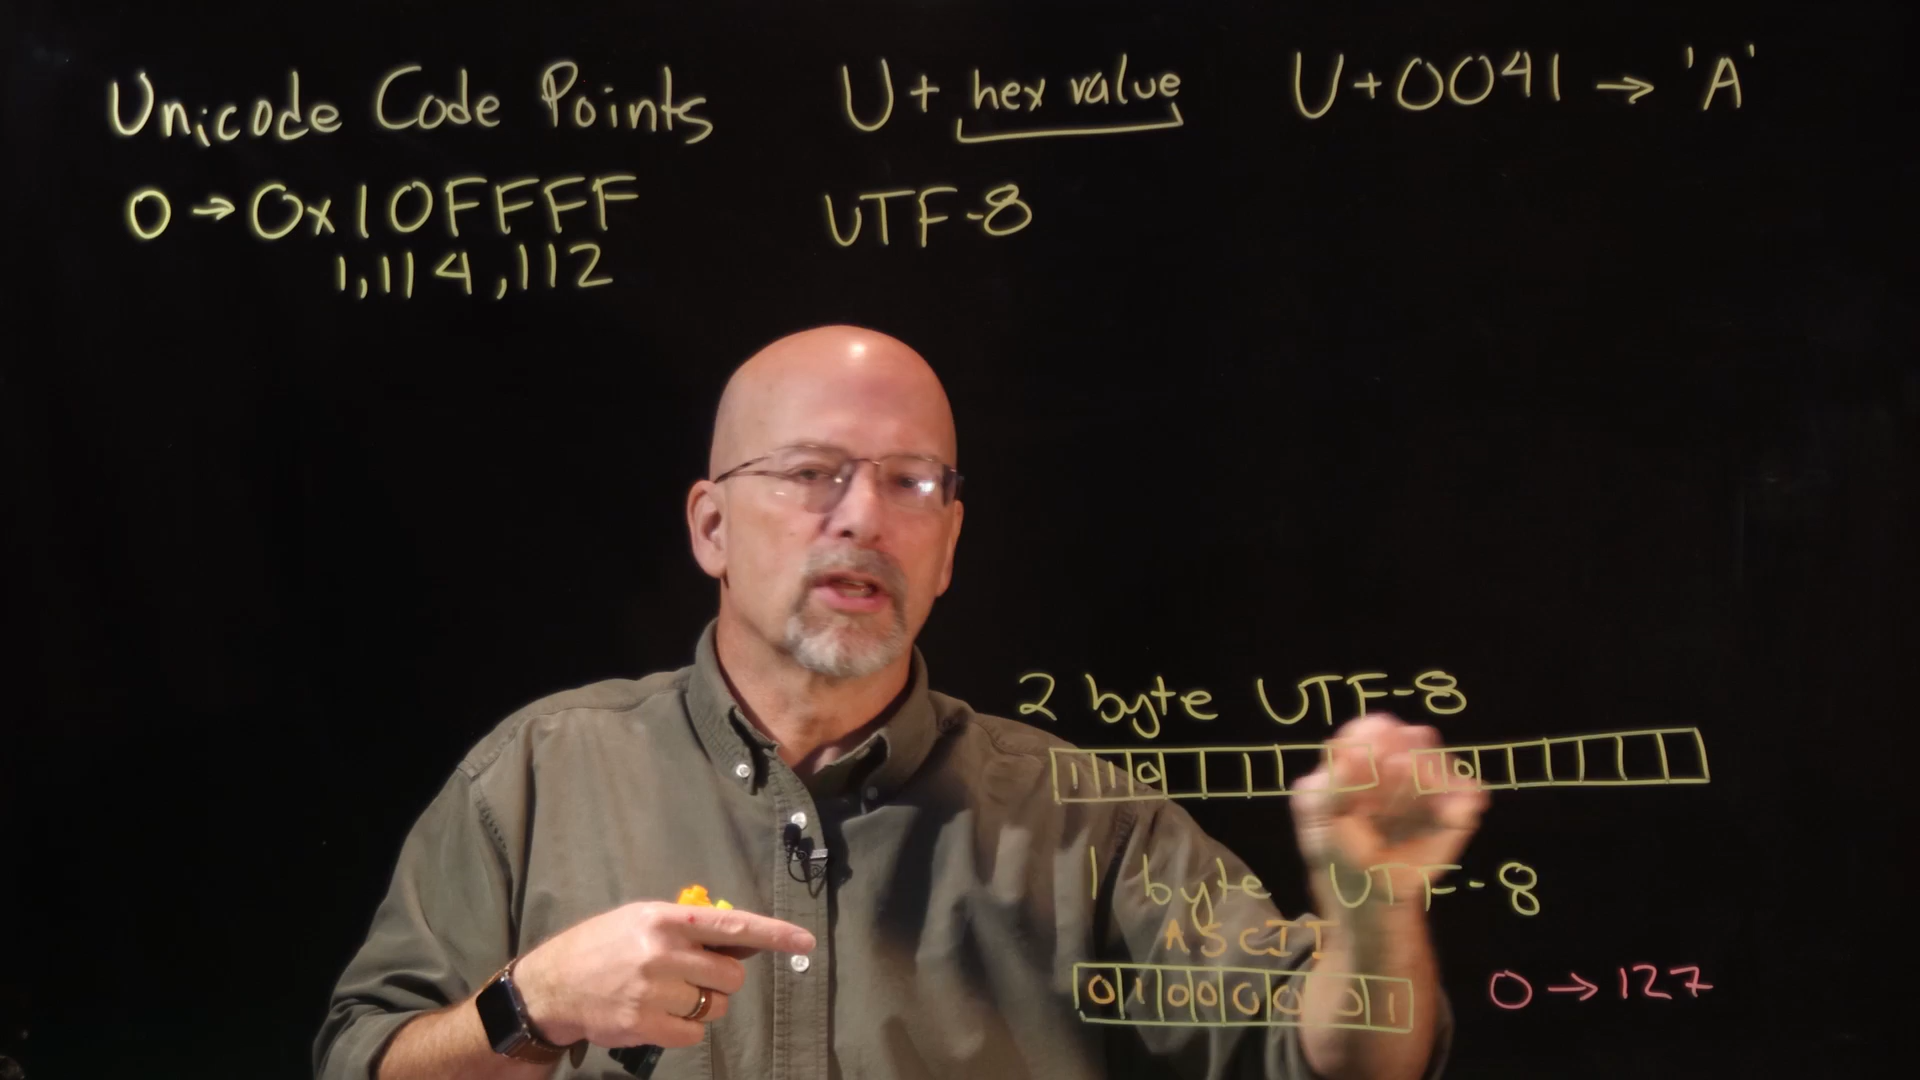 Unicode Code Points U+ hex value U+0041 → 'A'
0 → 0x10FFFF UTF-8
1,114,112
2 byte UTF-8
110 10
1 byte UTF-8
ASCII
01000001 0 → 127